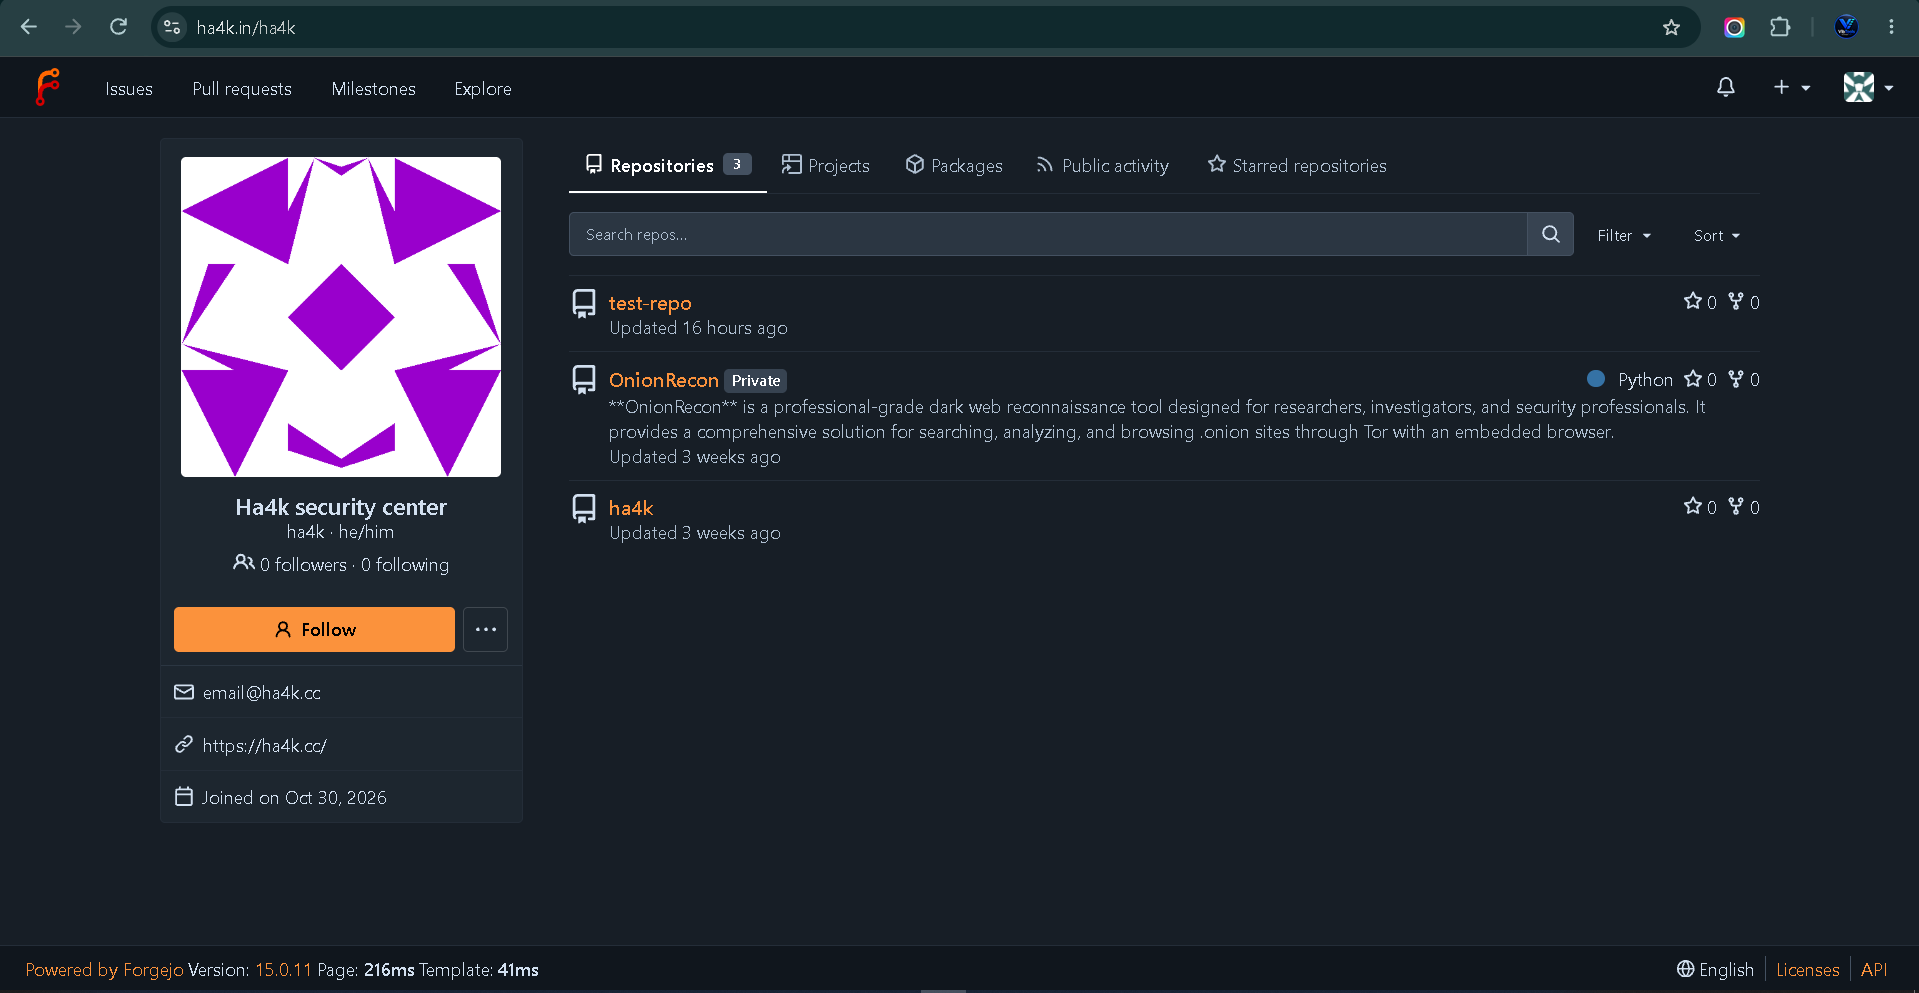 ha4k.in/ha4k
Issues Pull requests Milestones Explore
Repositories 3 Projects Packages Public activity Starred repositories
Search repos... Filter Sort
test-repo 0 0
Updated 16 hours ago
OnionRecon Private Python 0 0
**OnionRecon** is a professional-grade dark web reconnaissance tool designed for researchers, investigators, and security professionals. It
provides a comprehensive solution for searching, analyzing, and browsing .onion sites through Tor with an embedded browser.
Updated 3 weeks ago
ha4k 0 0
Updated 3 weeks ago
Ha4k security center
ha4k · he/him
0 followers · 0 following
Follow
email@ha4k.cc
https://ha4k.cc/
Joined on Oct 30, 2026
Powered by Forgejo Version: 15.0.11 Page: 216ms Template: 41ms English Licenses API